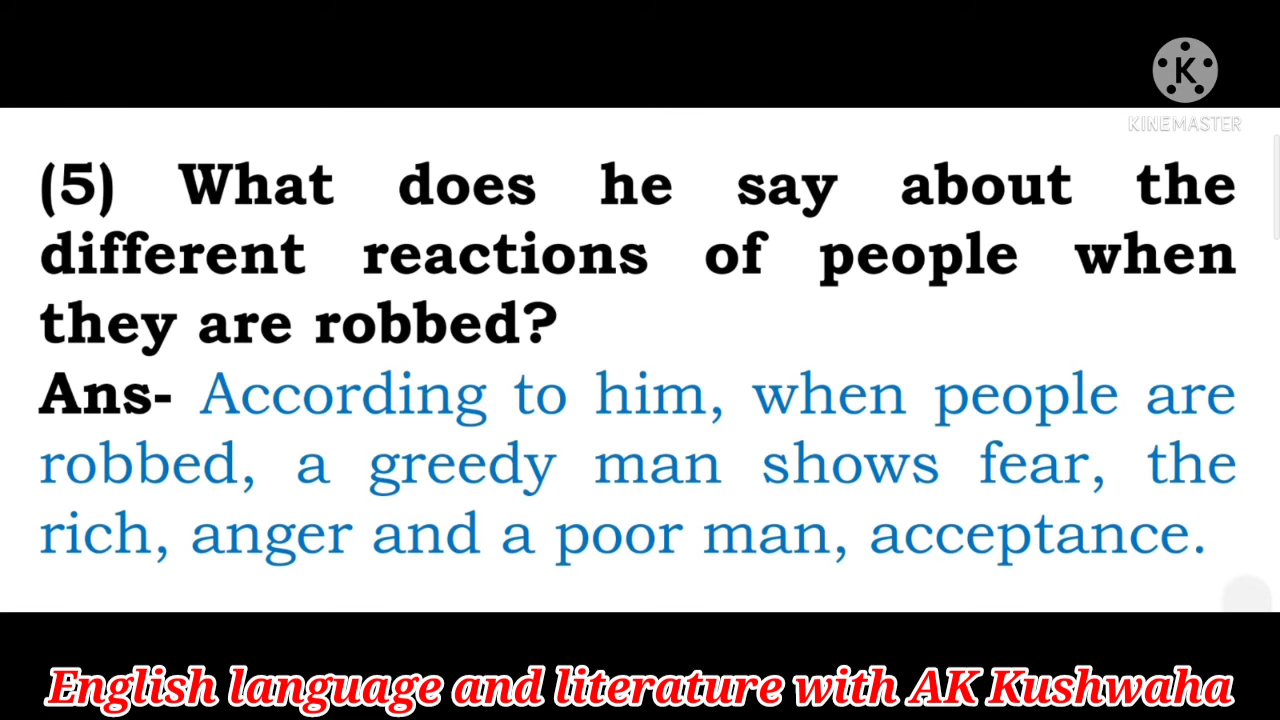 K
KINEMASTER
(5) What does he say about the
different reactions of people when
they are robbed?
Ans- According to him, when people are
robbed, a greedy man shows fear, the
rich, anger and a poor man, acceptance.
English language and literature with AK Kushwaha